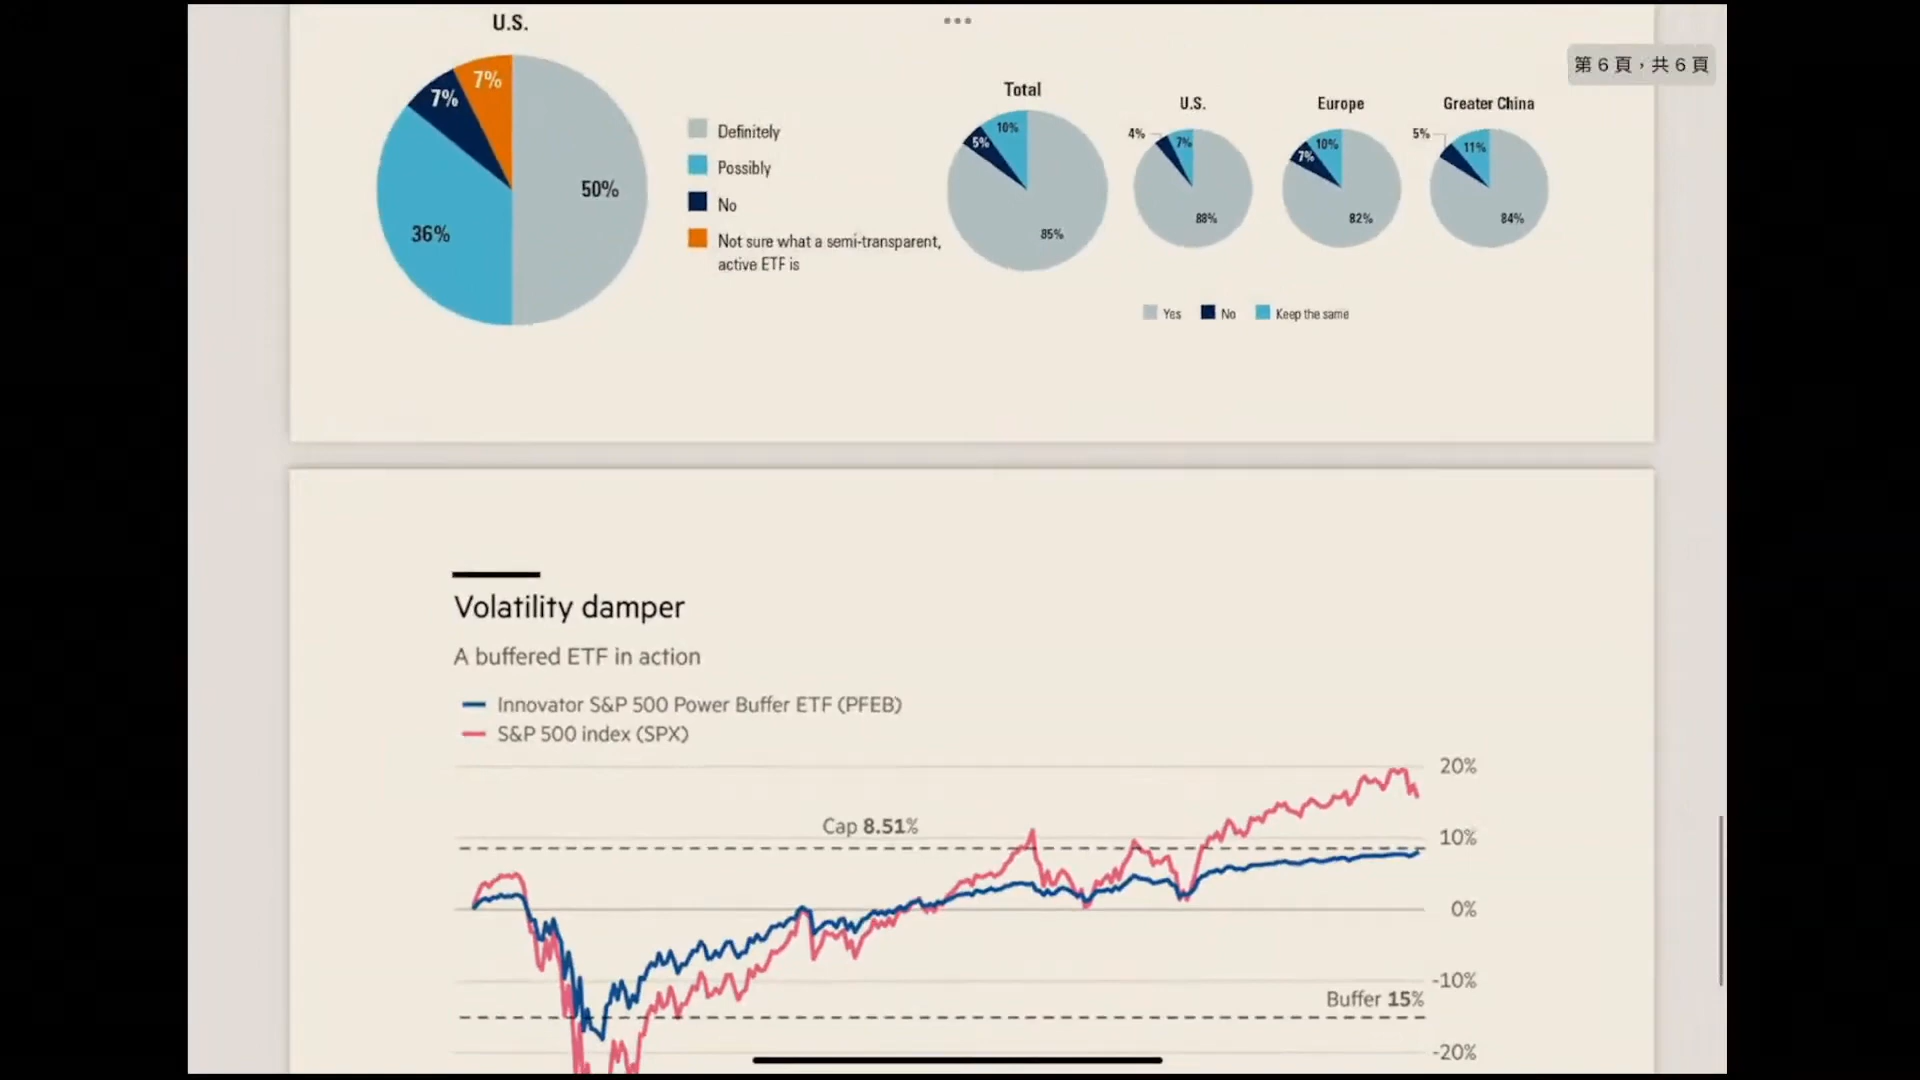 U.S.
7%
7%
50%
36%
Definitely
Possibly
No
Not sure what a semi-transparent,
active ETF is
第 6 頁，共 6 頁
Total
10%
5%
85%
U.S.
4%
7%
88%
Europe
10%
7%
82%
Greater China
5%
11%
84%
Yes
No
Keep the same
Volatility damper
A buffered ETF in action
Innovator S&P 500 Power Buffer ETF (PFEB)
S&P 500 index (SPX)
20%
Cap 8.51%
10%
0%
-10%
Buffer 15%
-20%